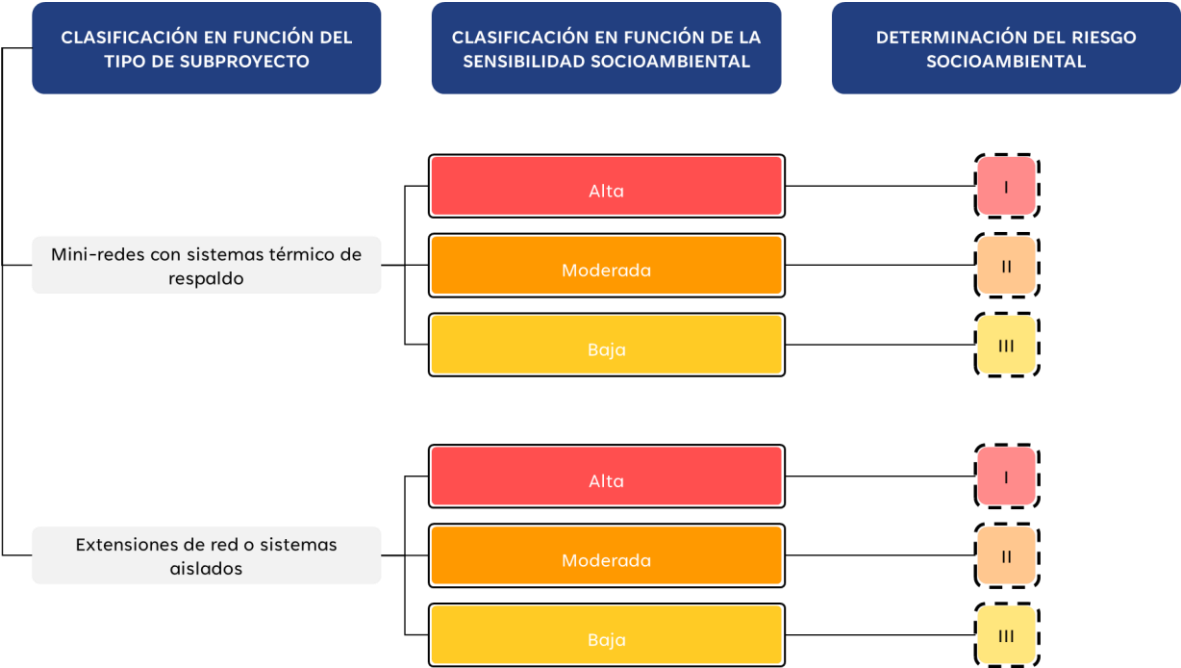 CLASIFICACIÓN EN FUNCIÓN DEL
TIPO DE SUBPROYECTO
CLASIFICACIÓN EN FUNCIÓN DE LA
SENSIBILIDAD SOCIOAMBIENTAL
DETERMINACIÓN DEL RIESGO
SOCIOAMBIENTAL
Mini-redes con sistemas térmico de
respaldo
Alta
I
Moderada
II
Baja
III
Extensiones de red o sistemas
aislados
Alta
I
Moderada
II
Baja
III